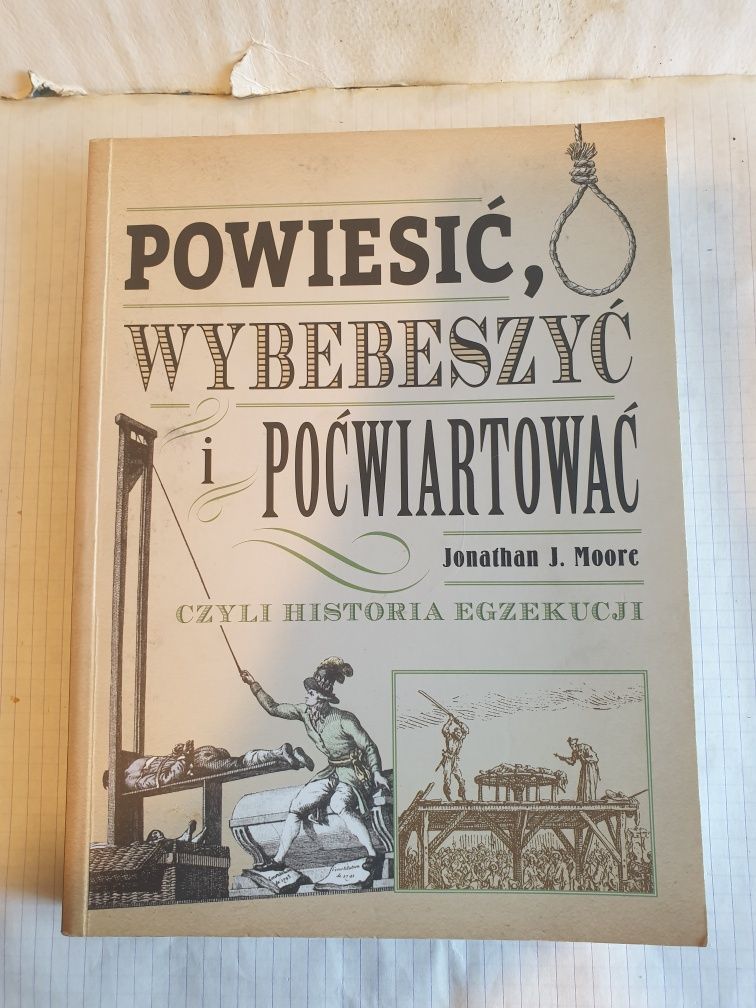 POWIESIĆ,
WYBEBESZYĆ
i POĆWIARTOWAĆ
Jonathan J. Moore
CZYLI HISTORIA EGZEKUCJI